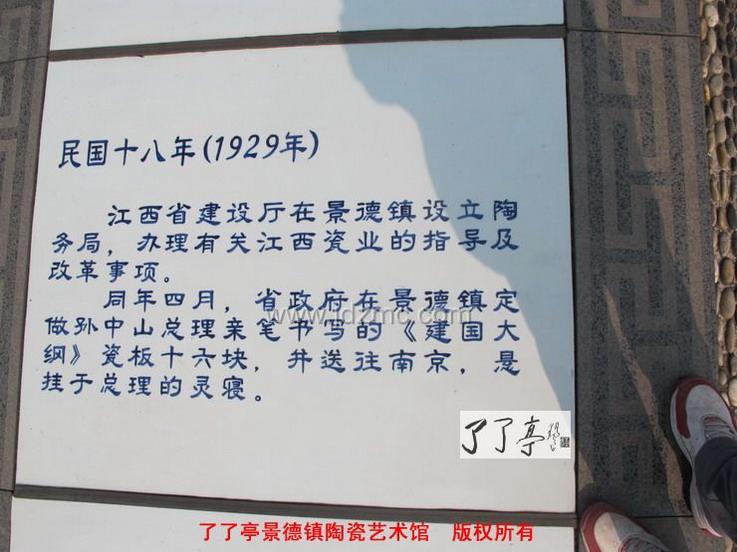 民国十八年(1929年)
江西省建设厅在景德镇设立陶
务局，办理有关江西瓷业的指导及
改革事项。
同年四月，省政府在景德镇定
做孙中山总理亲笔书写的《建国大
纲》瓷板十六块，并送往南京，悬
挂于总理的灵寝。
www.jdzmc.com
了了亭
了了亭景德镇陶瓷艺术馆 版权所有